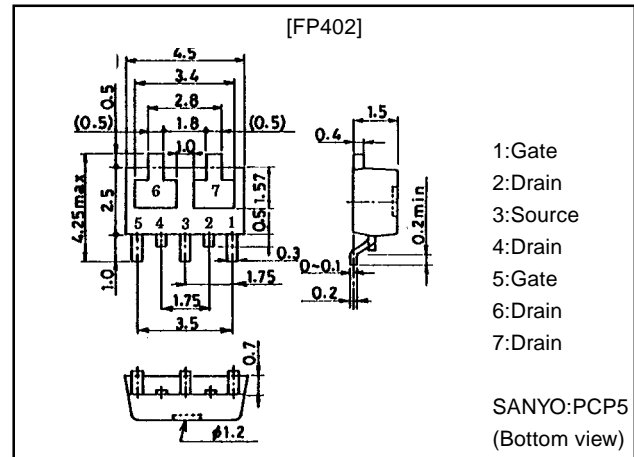 [FP402]
4.5
3.4
2.8
(0.5) 1.8 (0.5)
1.0
0.5
4.25max
2.5
1.0
6 7
1.57
0.5
5 4 3 2 1
0.3
1.75
1.75
3.5
0.7
φ1.2
1.5
0.4
0.2min
0~0.1
0.2
1:Gate
2:Drain
3:Source
4:Drain
5:Gate
6:Drain
7:Drain
SANYO:PCP5
(Bottom view)